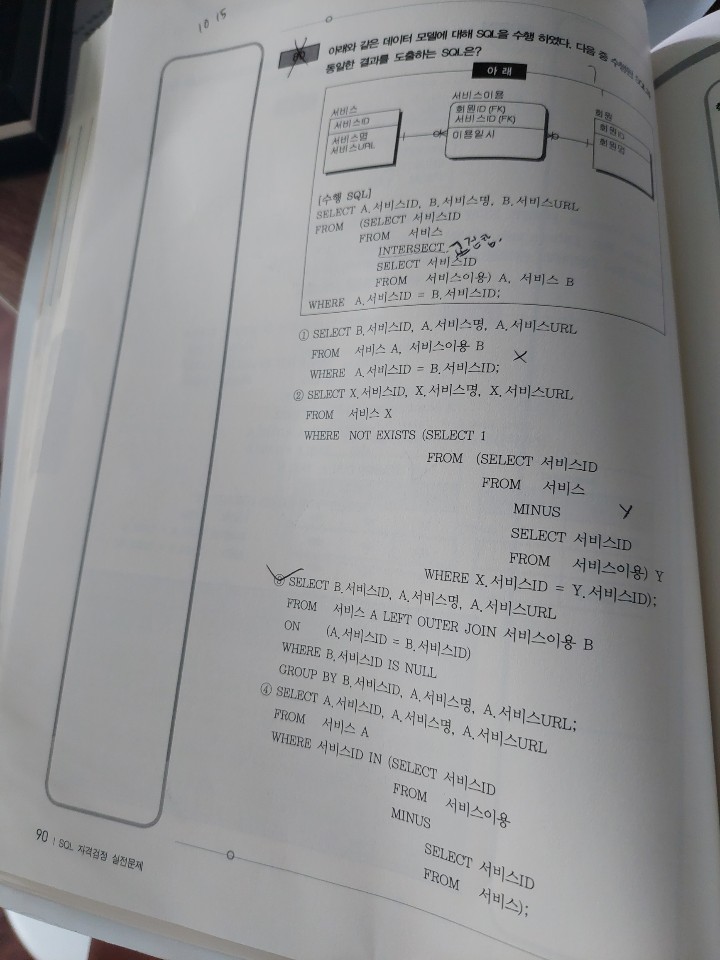 10 15
아래와 같은 데이터 모델에 대해 SQL을 수행 하였다. 다음 중 수행된 SQL과
동일한 결과를 도출하는 SQL은?
아 래
서비스
서비스ID
서비스명
서비스URL
서비스이용
회원ID (FK)
서비스ID (FK)
이용일시
회원
회원ID
회원명
[수행 SQL]
SELECT A.서비스ID, B.서비스명, B.서비스URL
FROM (SELECT 서비스ID
FROM 서비스
INTERSECT 교집합.
SELECT 서비스ID
FROM 서비스이용) A, 서비스 B
WHERE A.서비스ID = B.서비스ID;
① SELECT B.서비스ID, A.서비스명, A.서비스URL
FROM 서비스 A, 서비스이용 B
WHERE A.서비스ID = B.서비스ID;
② SELECT X.서비스ID, X.서비스명, X.서비스URL
FROM 서비스 X
WHERE NOT EXISTS (SELECT 1
FROM (SELECT 서비스ID
FROM 서비스
MINUS
SELECT 서비스ID
FROM 서비스이용) Y
WHERE X.서비스ID = Y.서비스ID);
③ SELECT B.서비스ID, A.서비스명, A.서비스URL
FROM 서비스 A LEFT OUTER JOIN 서비스이용 B
ON (A.서비스ID = B.서비스ID)
WHERE B.서비스ID IS NULL
GROUP BY B.서비스ID, A.서비스명, A.서비스URL;
④ SELECT A.서비스ID, A.서비스명, A.서비스URL
FROM 서비스 A
WHERE 서비스ID IN (SELECT 서비스ID
FROM 서비스이용
MINUS
SELECT 서비스ID
FROM 서비스);
90 | SQL 자격검정 실전문제